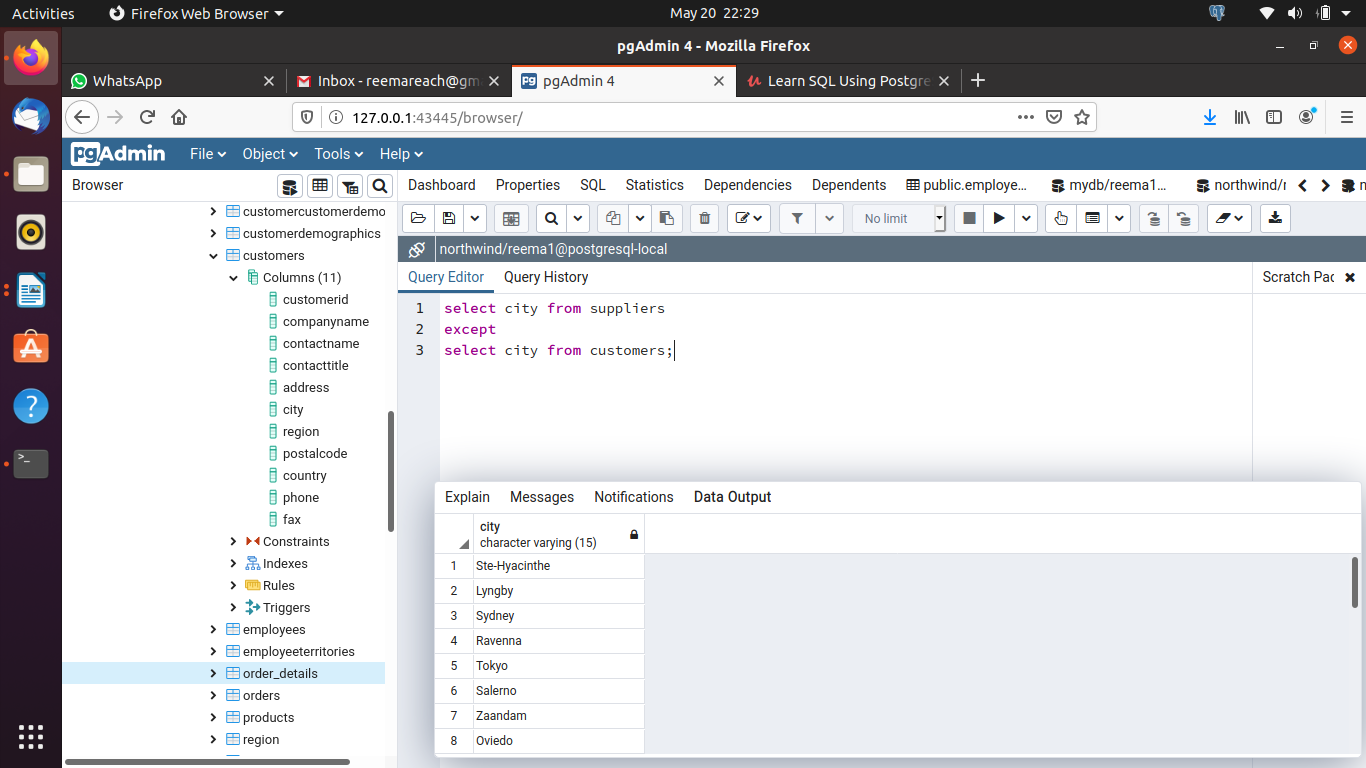 Activities Firefox Web Browser May 20 22:29
pgAdmin 4 - Mozilla Firefox
WhatsApp Inbox - reemareach@gm pgAdmin 4 Learn SQL Using Postgre
127.0.0.1:43445/browser/
pgAdmin File Object Tools Help
Browser Dashboard Properties SQL Statistics Dependencies Dependents public.employe... mydb/reema1... northwind/r
customercustomerdemo
customerdemographics
customers
Columns (11)
customerid
companyname
contactname
contacttitle
address
city
region
postalcode
country
phone
fax
Constraints
Indexes
Rules
Triggers
employees
employeeterritories
order_details
orders
products
region
No limit
northwind/reema1@postgresql-local
Query Editor Query History Scratch Pad
1 select city from suppliers
2 except
3 select city from customers;
Explain Messages Notifications Data Output
city
character varying (15)
1 Ste-Hyacinthe
2 Lyngby
3 Sydney
4 Ravenna
5 Tokyo
6 Salerno
7 Zaandam
8 Oviedo